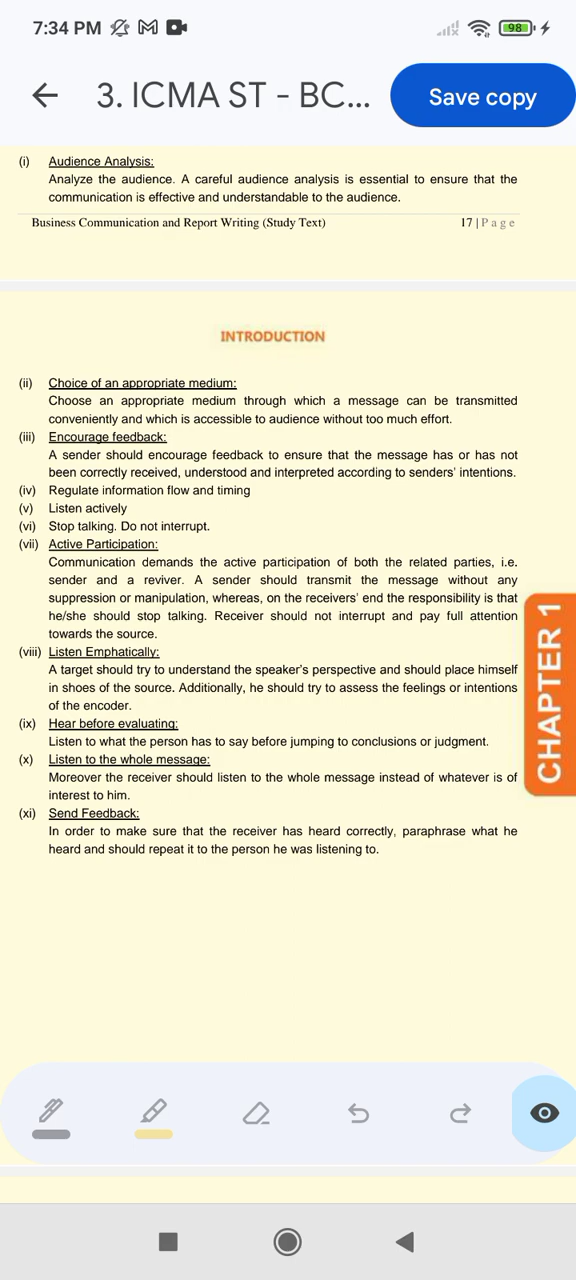 7:34 PM
98
3. ICMA ST - BC...
Save copy
(i) Audience Analysis:
Analyze the audience. A careful audience analysis is essential to ensure that the
communication is effective and understandable to the audience.
Business Communication and Report Writing (Study Text) 17 | P a g e
INTRODUCTION
(ii) Choice of an appropriate medium:
Choose an appropriate medium through which a message can be transmitted
conveniently and which is accessible to audience without too much effort.
(iii) Encourage feedback:
A sender should encourage feedback to ensure that the message has or has not
been correctly received, understood and interpreted according to senders' intentions.
(iv) Regulate information flow and timing
(v) Listen actively
(vi) Stop talking. Do not interrupt.
(vii) Active Participation:
Communication demands the active participation of both the related parties, i.e.
sender and a reviver. A sender should transmit the message without any
suppression or manipulation, whereas, on the receivers' end the responsibility is that
he/she should stop talking. Receiver should not interrupt and pay full attention
towards the source.
(viii) Listen Emphatically:
A target should try to understand the speaker's perspective and should place himself
in shoes of the source. Additionally, he should try to assess the feelings or intentions
of the encoder.
(ix) Hear before evaluating:
Listen to what the person has to say before jumping to conclusions or judgment.
(x) Listen to the whole message:
Moreover the receiver should listen to the whole message instead of whatever is of
interest to him.
(xi) Send Feedback:
In order to make sure that the receiver has heard correctly, paraphrase what he
heard and should repeat it to the person he was listening to.
CHAPTER 1